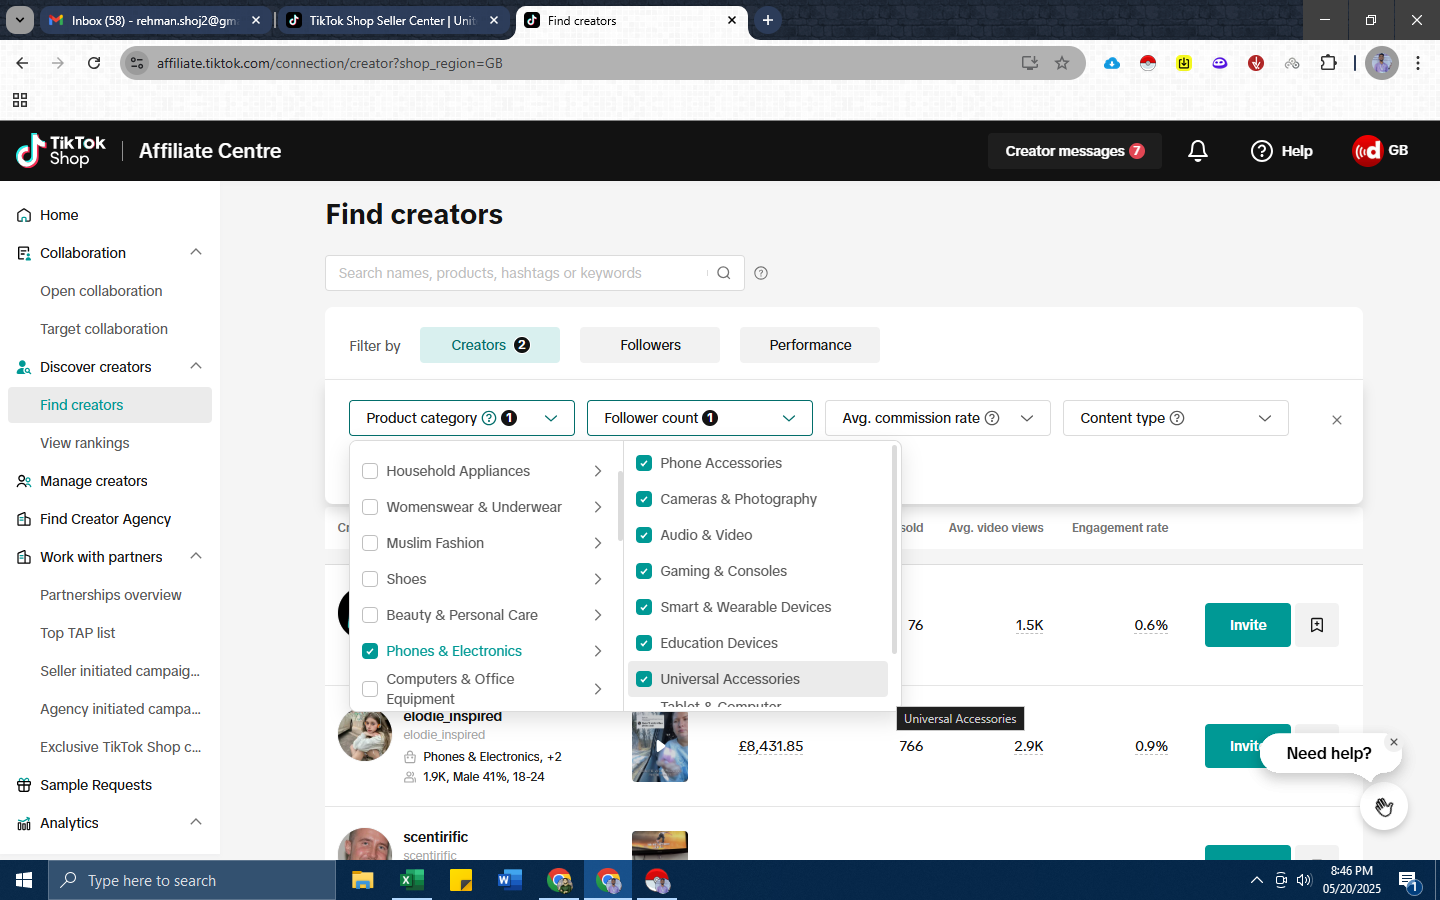 Inbox (58) - rehman.shoj2@gm
TikTok Shop Seller Center | Unit
Find creators
affiliate.tiktok.com/connection/creator?shop_region=GB
TikTok
Shop
Affiliate Centre
Creator messages 7
Help
GB
Home
Collaboration
Open collaboration
Target collaboration
Discover creators
Find creators
View rankings
Manage creators
Find Creator Agency
Work with partners
Partnerships overview
Top TAP list
Seller initiated campaig...
Agency initiated campa...
Exclusive TikTok Shop c...
Sample Requests
Analytics
Find creators
Search names, products, hashtags or keywords
Filter by
Creators 2
Followers
Performance
Product category 1
Follower count 1
Avg. commission rate
Content type
Household Appliances
Womenswear & Underwear
Muslim Fashion
Shoes
Beauty & Personal Care
Phones & Electronics
Computers & Office
Equipment
Phone Accessories
Cameras & Photography
Audio & Video
Gaming & Consoles
Smart & Wearable Devices
Education Devices
Universal Accessories
Tablet & Computer
Universal Accessories
sold
Avg. video views
Engagement rate
76
1.5K
0.6%
Invite
elodie_inspired
elodie_inspired
Phones & Electronics, +2
1.9K, Male 41%, 18-24
£8,431.85
766
2.9K
0.9%
Invite
Need help?
scentirific
scentirific
Type here to search
8:46 PM
05/20/2025
1